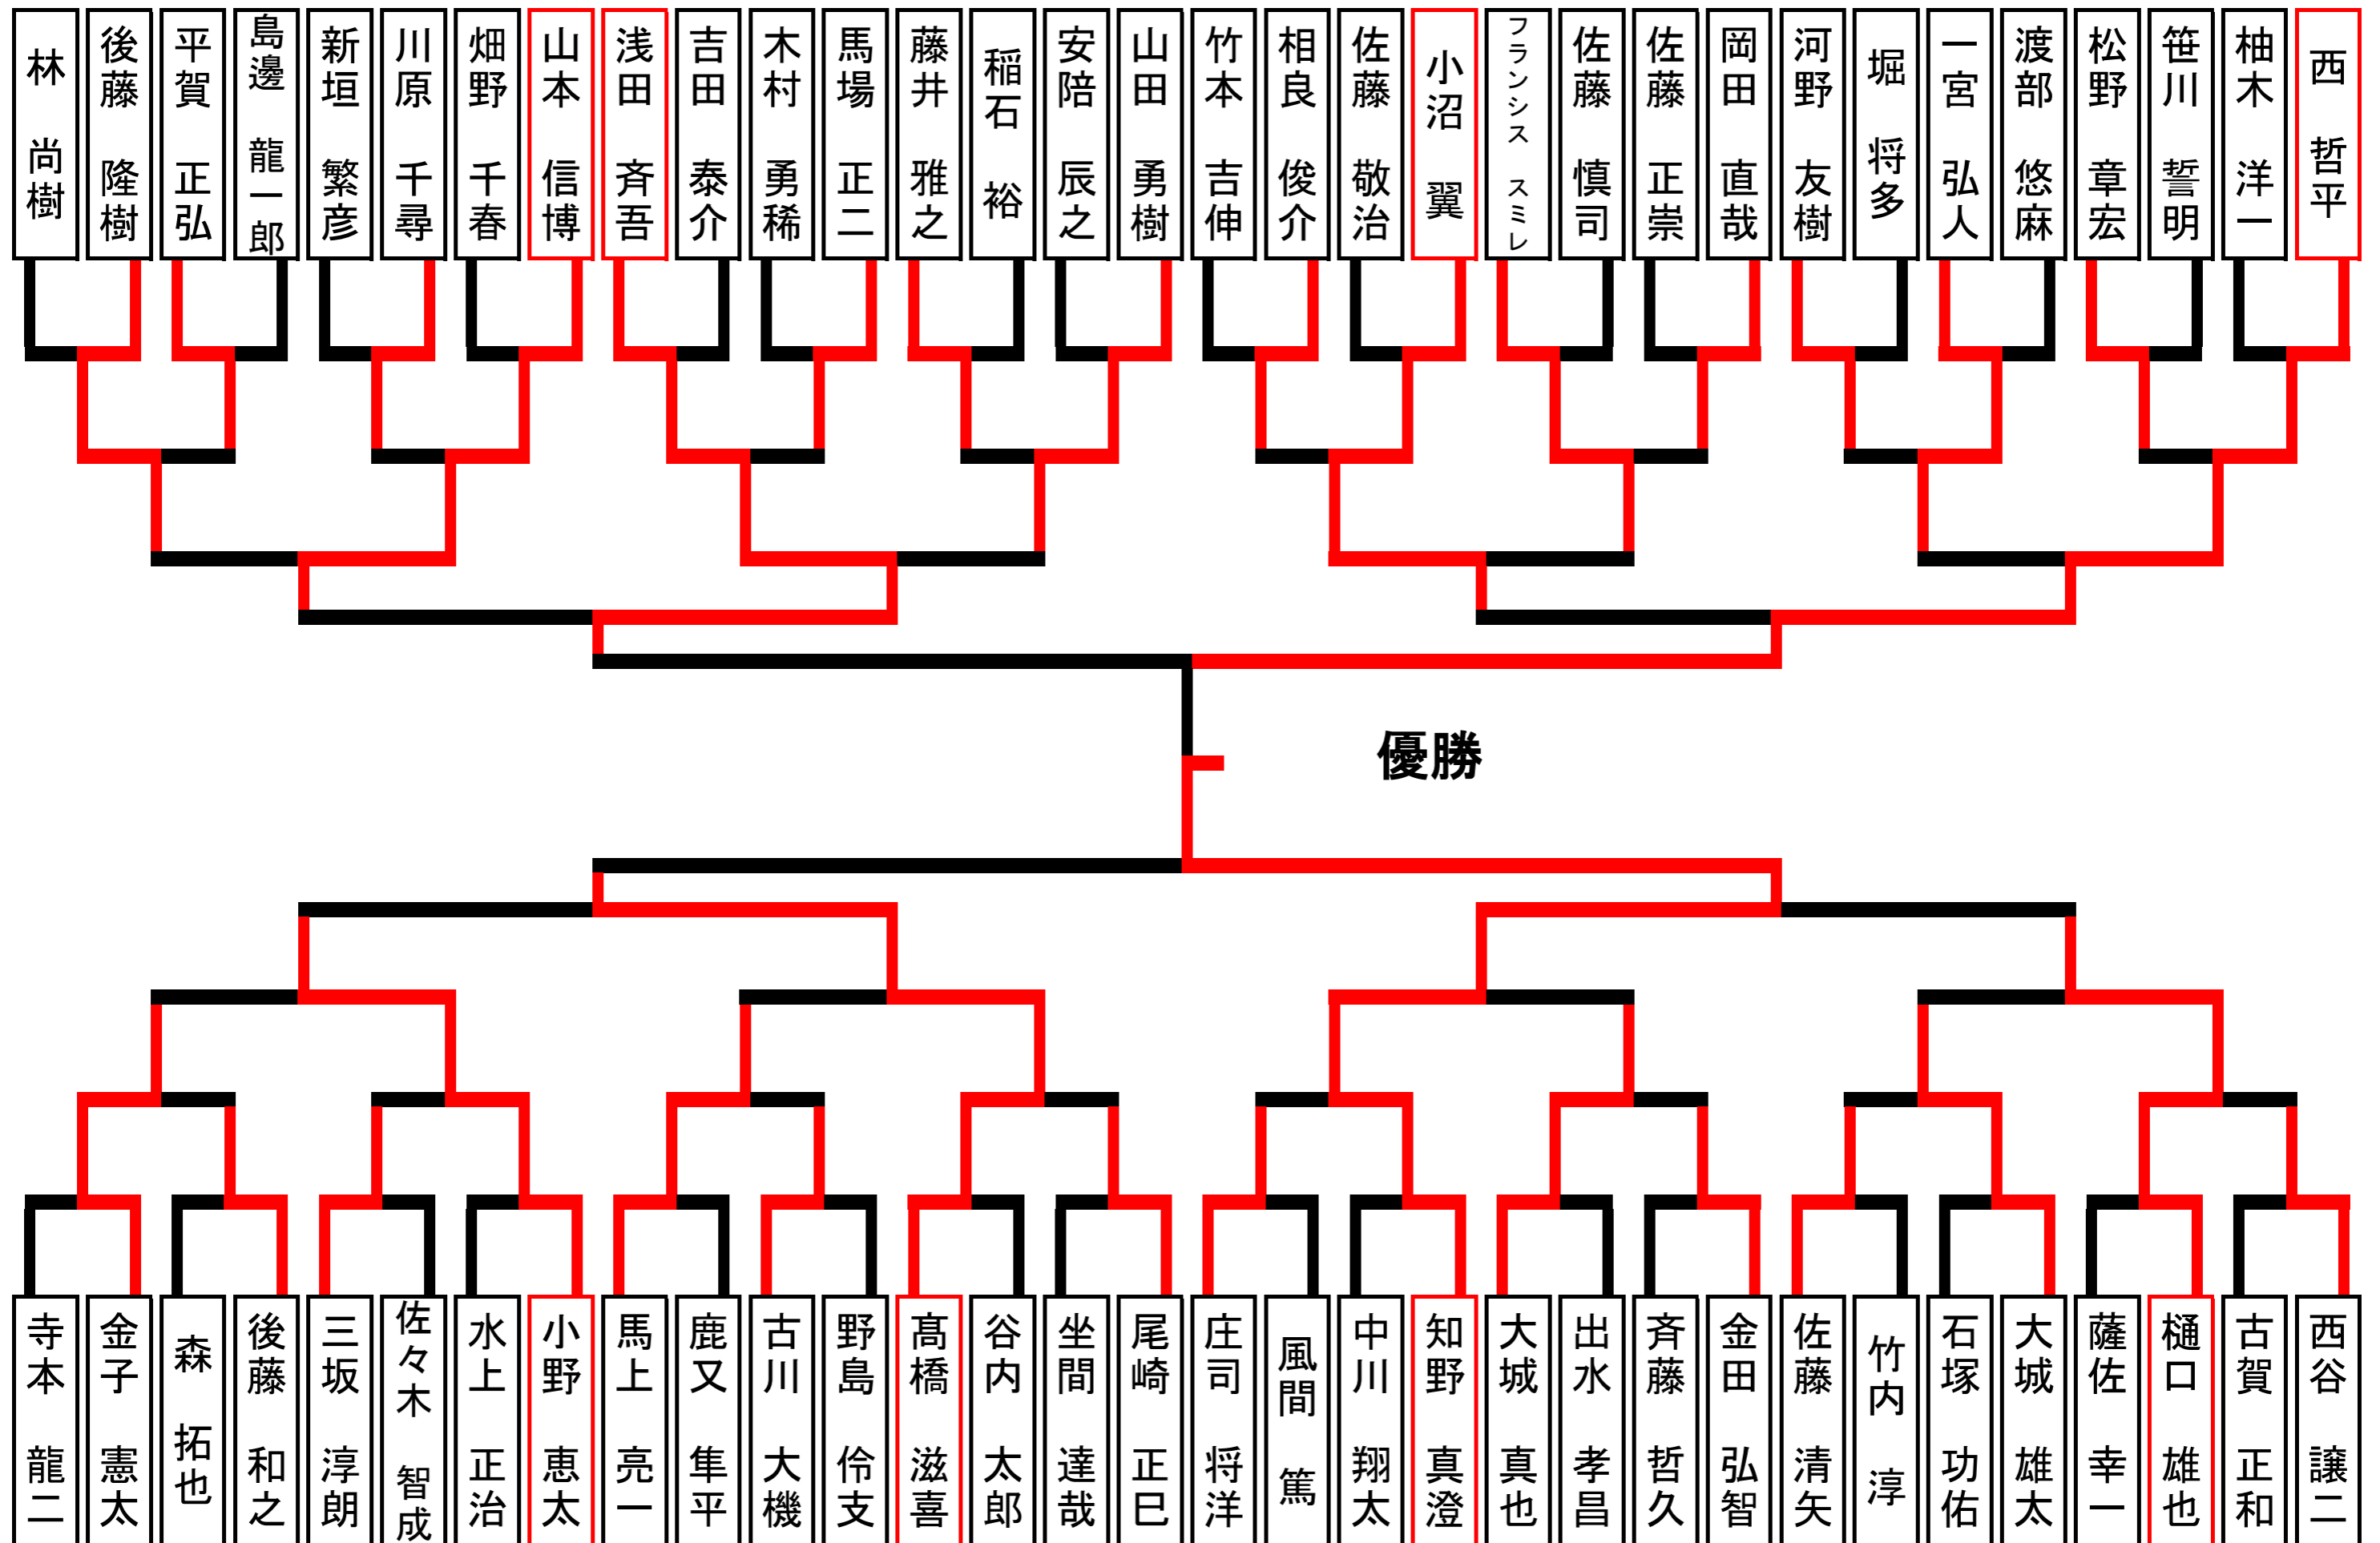 林 尚樹
後藤 隆樹
平賀 正弘
島邊 龍一郎
新垣 繁彦
川原 千尋
畑野 千春
山本 信博
浅田 斉吾
吉田 泰介
木村 勇稀
馬場 正二
藤井 雅之
稲石 裕
安陪 辰之
山田 勇樹
竹本 吉伸
相良 俊介
佐藤 敬治
小沼 翼
フランシス スミレ
佐藤 慎司
佐藤 正崇
岡田 直哉
河野 友樹
堀 将多
一宮 弘人
渡部 悠麻
松野 章宏
笹川 誓明
柚木 洋一
西 哲平
優勝
寺本 龍二
金子 憲太
森 拓也
後藤 和之
三坂 淳朗
佐々木 智成
水上 正治
小野 恵太
馬上 亮一
鹿又 隼平
古川 大機
野島 伶支
髙橋 滋喜
谷内 太郎
坐間 達哉
尾崎 正巳
庄司 将洋
風間 篤
中川 翔太
知野 真澄
大城 真也
出水 孝昌
斉藤 哲久
金田 弘智
佐藤 清矢
竹内 淳
石塚 功佑
大城 雄太
薩佐 幸一
樋口 雄也
古賀 正和
西谷 譲二